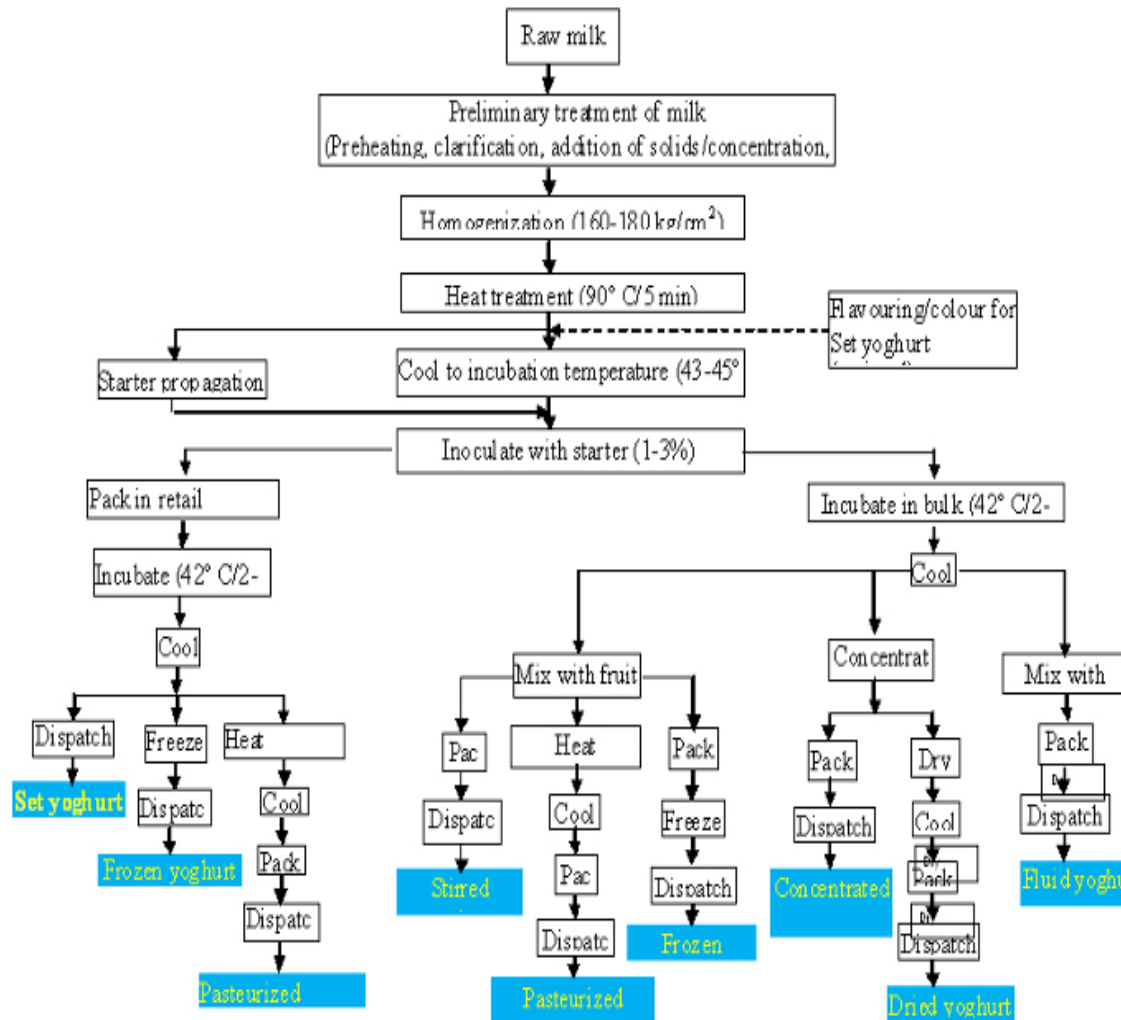 Raw milk
Preliminary treatment of milk
(Preheating, clarification, addition of solids/concentration,
Homogenization (160-180 kg/cm²)
Heat treatment (90° C/5 min)
Flavouring/colour for
Set yoghurt
Starter propagation
Cool to incubation temperature (43-45°
Inoculate with starter (1-3%)
Pack in retail
Incubate in bulk (42° C/2-
Incubate (42° C/2-
Cool
Cool
Mix with fruit
Concentrat
Mix with
Dispatch
Freeze
Heat
Pac
Heat
Pack
Pack
Dry
Pack
Set yoghurt
Dispatc
Cool
Dispatc
Cool
Freeze
Dispatch
Cool
Dispatch
Frozen yoghurt
Pack
Stirred
Pac
Dispatch
Concentrated
Pack
Fluid yoghu
Dispatc
Dispatc
Frozen
Dispatch
Pasteurized
Pasteurized
Dried yoghurt